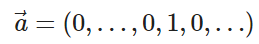 $\vec{a} = (0, \ldots, 0, 1, 0, \ldots)$